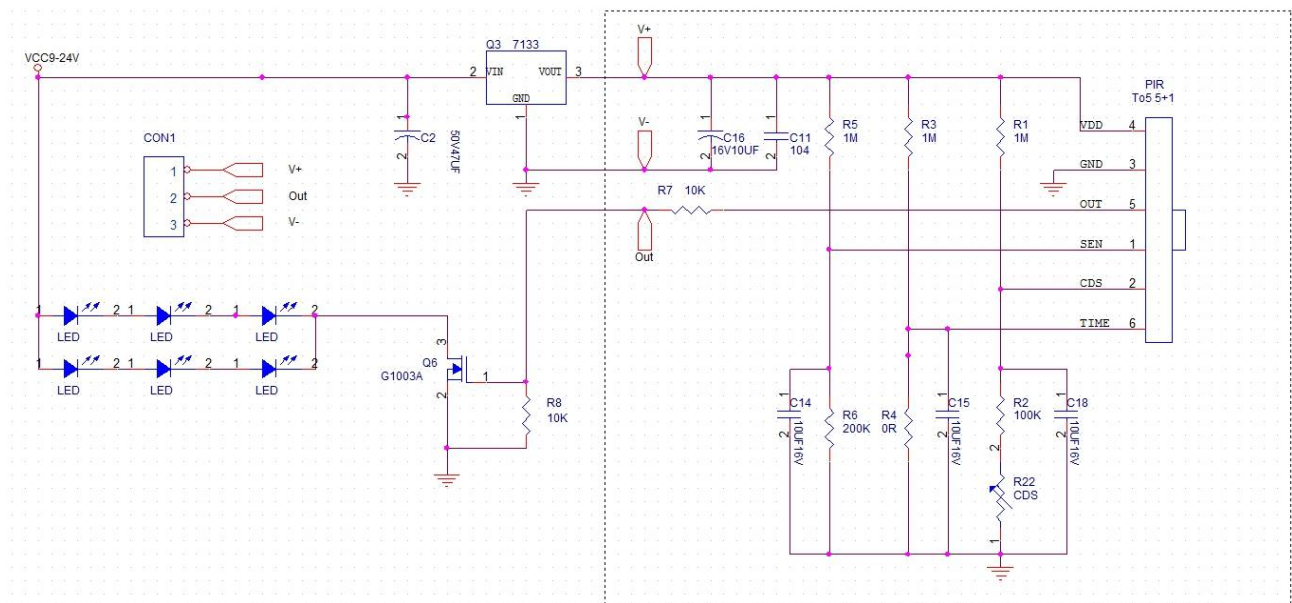 VCC9-24V
Q3 7133
2 VIN VOUT 3
GND
1
V+
V-
1
C2
2
50V47UF
1
C16
16V10UF
2
1
C11
104
2
R5
1M
R3
1M
R1
1M
PIR
To5 5+1
VDD 4
GND 3
OUT 5
SEN 1
CDS 2
TIME 6
CON1
1 V+
2 Out
3 V-
R7 10K
Out
1 2 1 2 1 2
LED LED LED
1 2 1 2 1 2
LED LED LED
3
Q6
G1003A
1
2
R8
10K
1
C14
2
10UF16V
R6
200K
R4
0R
1
C15
2
10UF16V
R2
100K
2
1
C18
2
10UF16V
R22
CDS
1